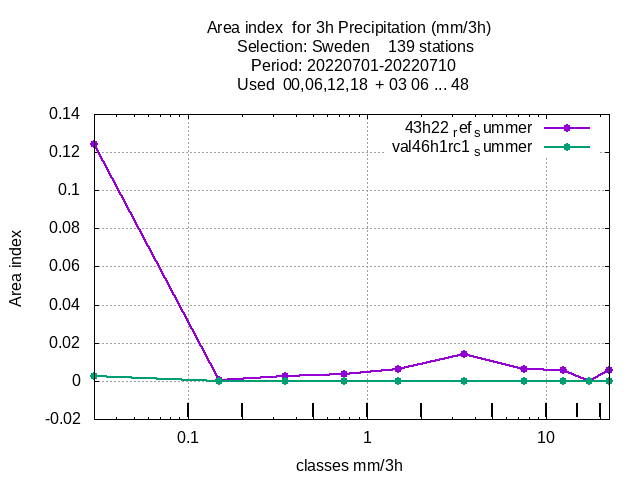 Area index  for 3h Precipitation (mm/3h)
Selection: Sweden    139 stations
Period: 20220701-20220710
Used  00,06,12,18  + 03 06 ... 48
43h22_ref_summer
val46h1rc1_summer
0.14
0.12
0.1
0.08
0.06
0.04
0.02
0
-0.02
Area index
0.1 1 10
classes mm/3h